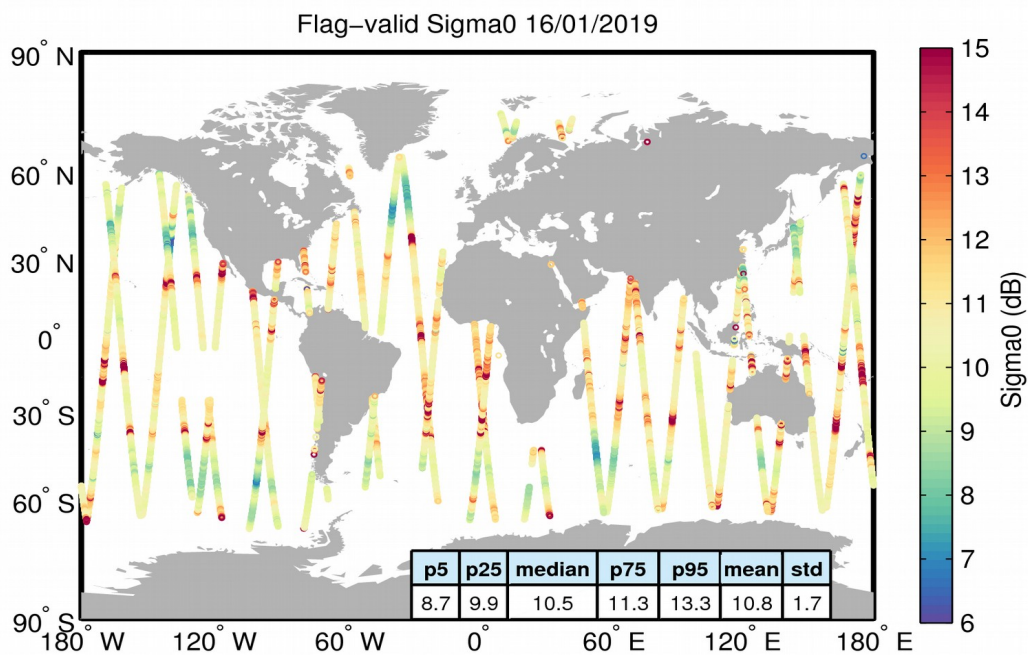 Flag−valid Sigma0 16/01/2019
90° N
60° N
30° N
0°
30° S
60° S
90° S
180° W
120° W
60° W
0°
60° E
120° E
180° E
p5 p25 median p75 p95 mean std
8.7 9.9 10.5 11.3 13.3 10.8 1.7
15
14
13
12
11
10
9
8
7
6
Sigma0 (dB)